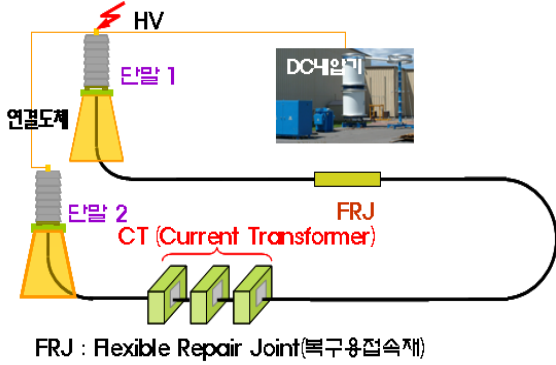 HV
단말 1
DC내압기
연결도체
단말 2
FRJ
CT (Current Transformer)
FRJ : Flexible Repair Joint(복구용접속재)